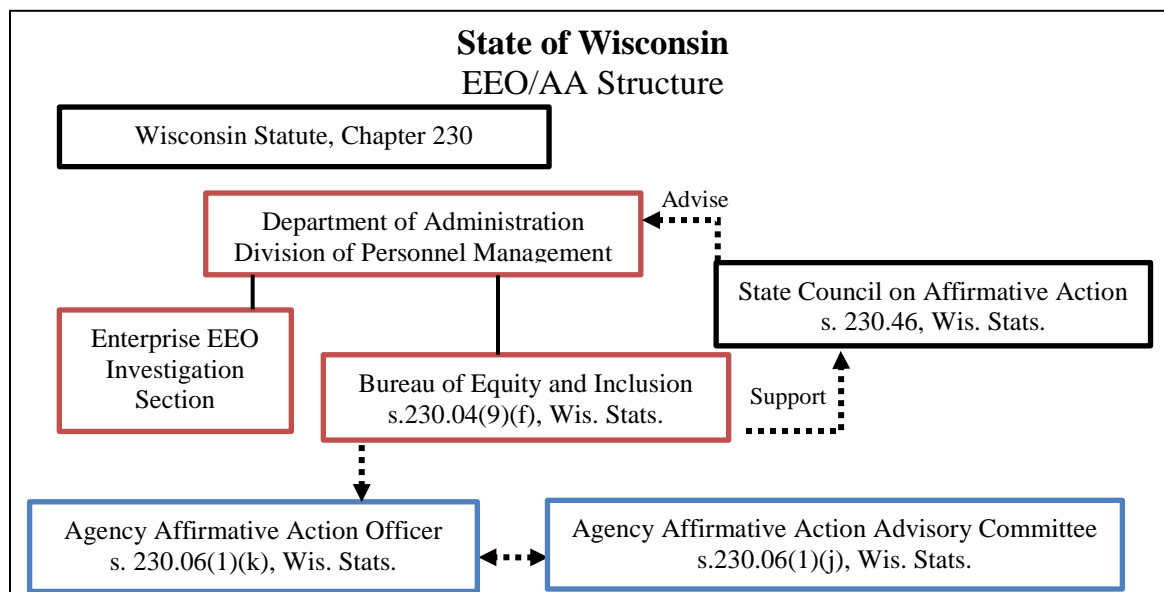 State of Wisconsin
EEO/AA Structure
Wisconsin Statute, Chapter 230
Department of Administration
Division of Personnel Management
Advise
State Council on Affirmative Action
s. 230.46, Wis. Stats.
Enterprise EEO
Investigation
Section
Bureau of Equity and Inclusion
s.230.04(9)(f), Wis. Stats.
Support
Agency Affirmative Action Officer
s. 230.06(1)(k), Wis. Stats.
Agency Affirmative Action Advisory Committee
s.230.06(1)(j), Wis. Stats.